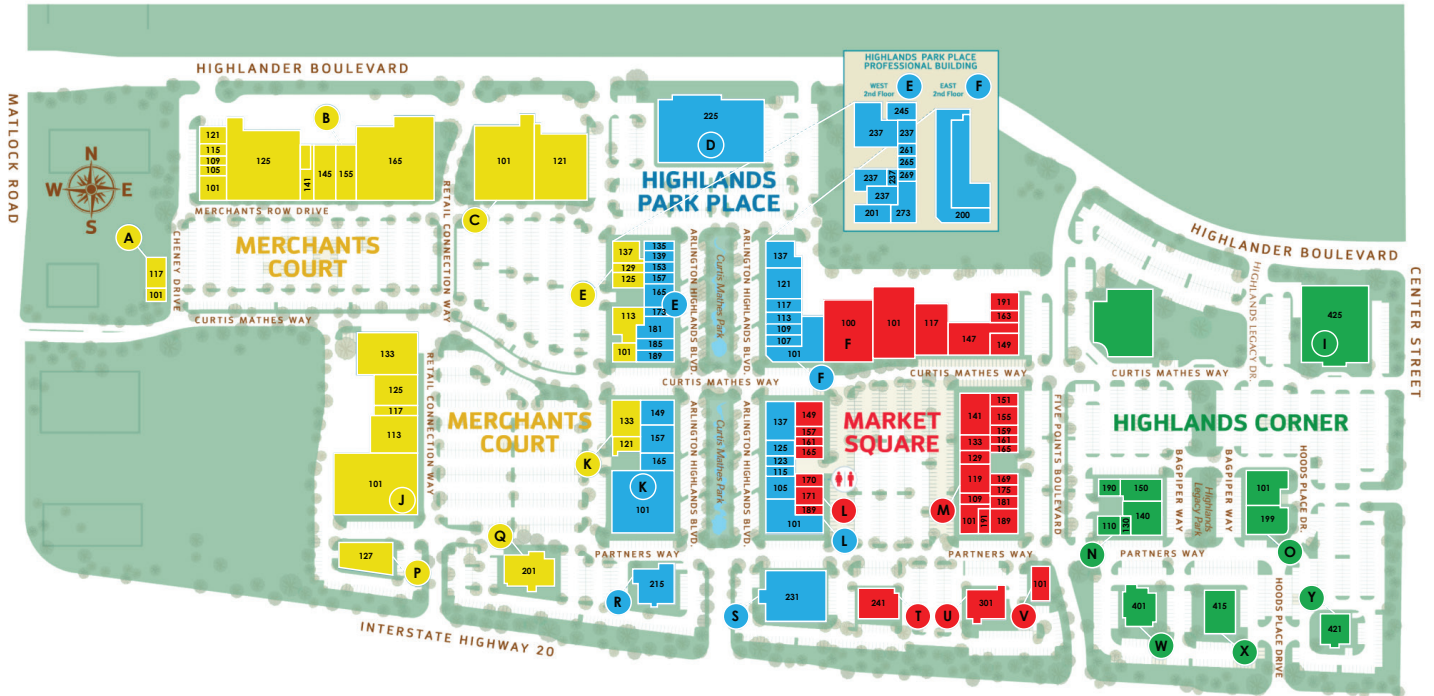 HIGHLANDS PARK PLACE
PROFESSIONAL BUILDING
WEST
2nd Floor
E
EAST
2nd Floor
F
245
237
237
261
265
237
237
269
237
201
273
200
HIGHLANDER BOULEVARD
MATLOCK ROAD
N
W
E
S
B
121
115
109
105
101
125
141
145
155
165
MERCHANTS ROW DRIVE
101
121
C
225
D
HIGHLANDS
PARK PLACE
A
117
101
CHENEY DRIVE
MERCHANTS
COURT
RETAIL CONNECTION WAY
CURTIS MATHES WAY
E
137
129
125
113
101
135
139
153
157
165
173
181
185
189
E
ARLINGTON HIGHLANDS BLVD.
Curtis Mathes Park
ARLINGTON HIGHLANDS BLVD.
137
121
117
113
109
107
101
F
100
F
101
117
147
191
163
149
CURTIS MATHES WAY
CURTIS MATHES WAY
HIGHLANDER BOULEVARD
HIGHLANDS LEGACY DR.
425
I
CENTER STREET
CURTIS MATHES WAY
133
125
117
113
101
J
RETAIL CONNECTION WAY
MERCHANTS
COURT
133
121
K
149
157
165
K
101
ARLINGTON HIGHLANDS BLVD.
Curtis Mathes Park
ARLINGTON HIGHLANDS BLVD.
137
125
123
115
105
101
149
157
161
165
170
171
189
L
L
MARKET
SQUARE
141
133
129
119
109
101
191
151
155
159
161
165
169
175
181
189
M
FIVE POINTS BOULEVARD
HIGHLANDS CORNER
190
150
140
110
130
N
BAGPIPER WAY
Highlands
Legacy Park
BAGPIPER WAY
101
199
O
HOODS PLACE DR.
127
P
Q
201
PARTNERS WAY
R
215
S
231
241
T
U
301
V
101
PARTNERS WAY
PARTNERS WAY
401
W
415
X
HOODS PLACE DRIVE
Y
421
INTERSTATE HIGHWAY 20